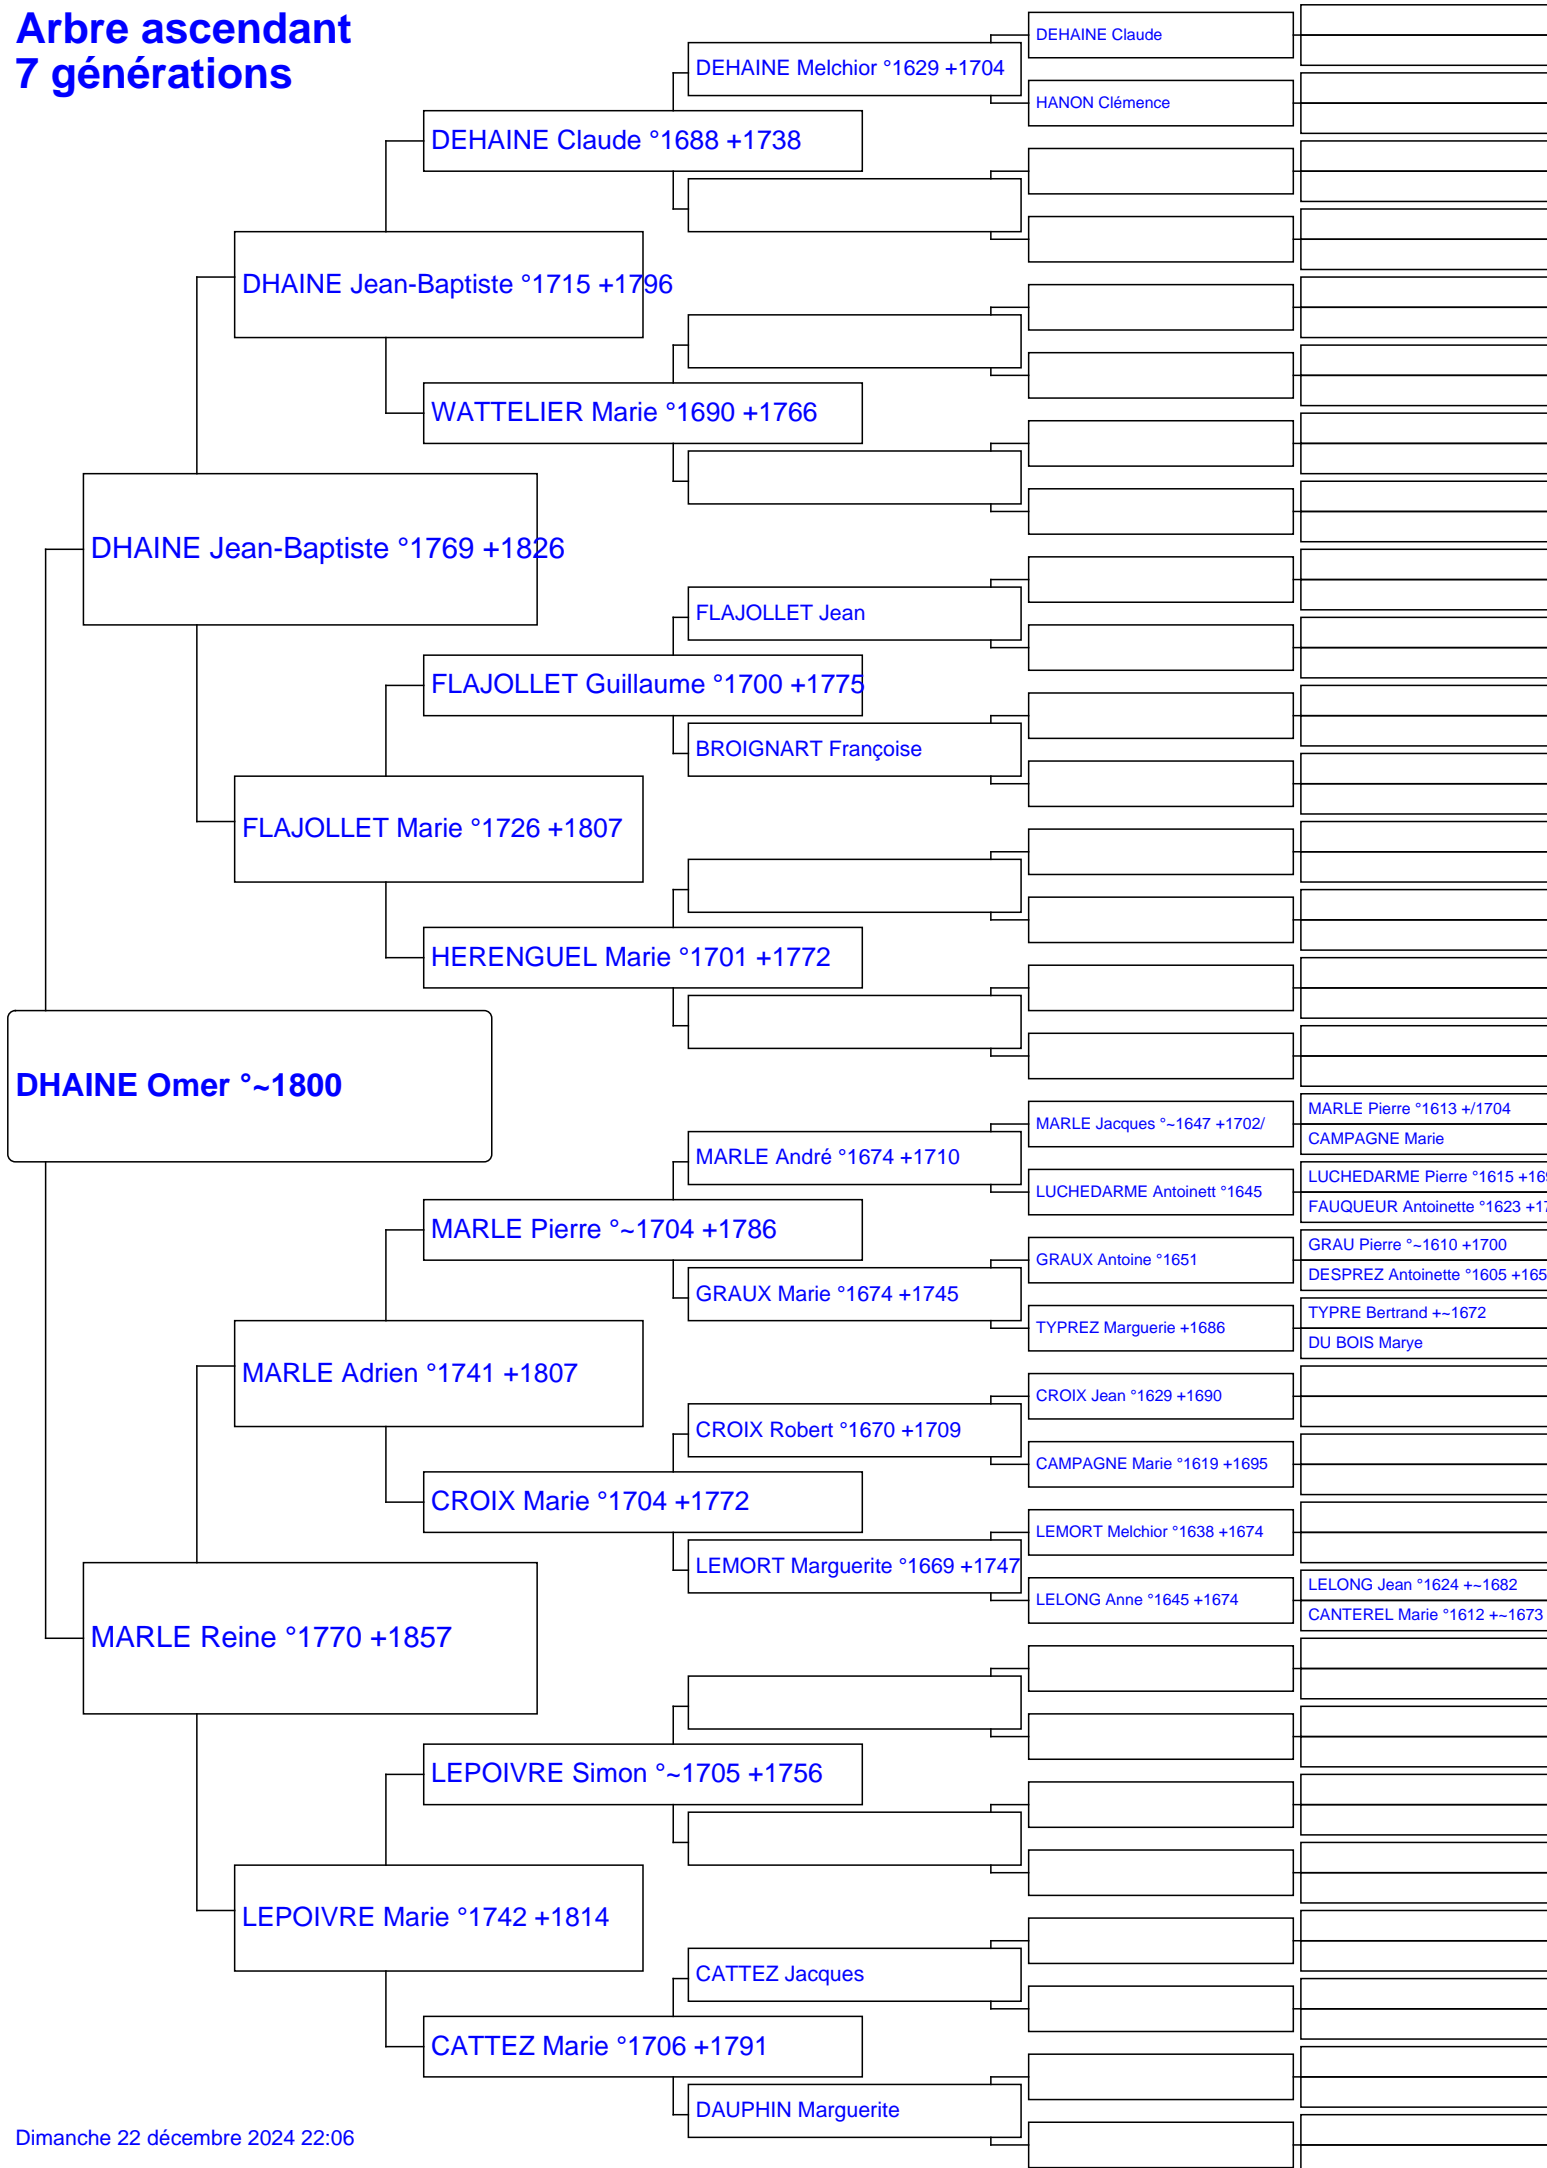 Arbre ascendant
7 générations
DEHAINE Claude
DEHAINE Melchior °1629 +1704
HANON Clémence
DEHAINE Claude °1688 +1738
DHAINE Jean-Baptiste °1715 +1796
WATTELIER Marie °1690 +1766
DHAINE Jean-Baptiste °1769 +1826
FLAJOLLET Jean
FLAJOLLET Guillaume °1700 +1775
BROIGNART Françoise
FLAJOLLET Marie °1726 +1807
HERENGUEL Marie °1701 +1772
DHAINE Omer °~1800
MARLE Pierre °1613 +/1704
MARLE Jacques °~1647 +1702/
CAMPAGNE Marie
MARLE André °1674 +1710
LUCHEDARME Pierre °1615 +169
LUCHEDARME Antoinett °1645
FAUQUEUR Antoinette °1623 +17
MARLE Pierre °~1704 +1786
GRAU Pierre °~1610 +1700
GRAUX Antoine °1651
DESPREZ Antoinette °1605 +165
GRAUX Marie °1674 +1745
TYPRE Bertrand +~1672
TYPREZ Marguerie +1686
DU BOIS Marye
MARLE Adrien °1741 +1807
CROIX Jean °1629 +1690
CROIX Robert °1670 +1709
CAMPAGNE Marie °1619 +1695
CROIX Marie °1704 +1772
LEMORT Melchior °1638 +1674
LEMORT Marguerite °1669 +1747
LELONG Jean °1624 +~1682
LELONG Anne °1645 +1674
CANTEREL Marie °1612 +~1673
MARLE Reine °1770 +1857
LEPOIVRE Simon °~1705 +1756
LEPOIVRE Marie °1742 +1814
CATTEZ Jacques
CATTEZ Marie °1706 +1791
DAUPHIN Marguerite
Dimanche 22 décembre 2024 22:06